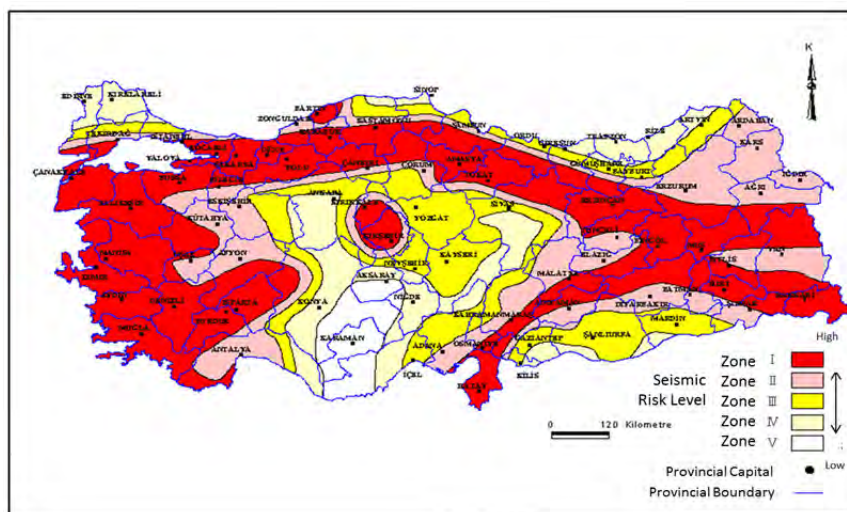 K
SİNOP
EDİRNE KIRKLARELİ
BARTIN
ZONGULDAK
KASTAMONU
ARTVİN
ARDAHAN
TEKİRDAĞ
İSTANBUL
SAMSUN
ORDU
GİRESUN
TRABZON
RİZE
KARS
KOCAELİ
YALOVA
BOLU
ÇANKIRI
ÇORUM
AMASYA
TOKAT
GÜMÜŞHANE
BAYBURT
ERZURUM
IĞDIR
ÇANAKKALE
BURSA
AĞRI
BALIKESİR
ESKİŞEHİR
ANKARA
KIRIKKALE
YOZGAT
SİVAS
ERZİNCAN
KÜTAHYA
KIRŞEHİR
TUNCELİ
BİNGÖL
MUŞ
VAN
MANİSA
UŞAK
AFYON
NEVŞEHİR
KAYSERİ
ELAZIĞ
BİTLİS
İZMİR
AKSARAY
MALATYA
AYDIN
DENİZLİ
ISPARTA
KONYA
NİĞDE
DİYARBAKIR
BATMAN
SİİRT
HAKKARİ
MUĞLA
BURDUR
KAHRAMANMARAŞ
ADIYAMAN
MARDİN
ANTALYA
KARAMAN
ADANA
OSMANİYE
GAZİANTEP
ŞANLIURFA
İÇEL
KİLİS
HATAY
High
Zone I
Seismic Zone II
Risk Level Zone III
Zone IV
Zone V
0 120 Kilometre
Provincial Capital Low
Provincial Boundary